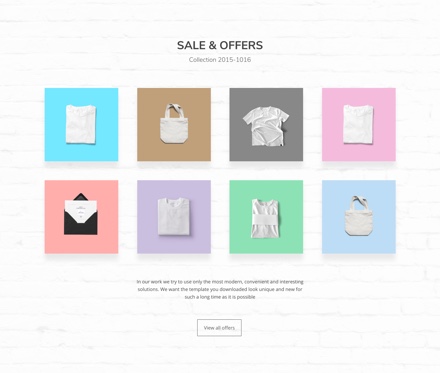 SALE & OFFERS
Collection 2015-1016
In our work we try to use only the most modern, convenient and interesting
solutions. We want the template you downloaded look unique and new for
such a long time as it is possible
View all offers